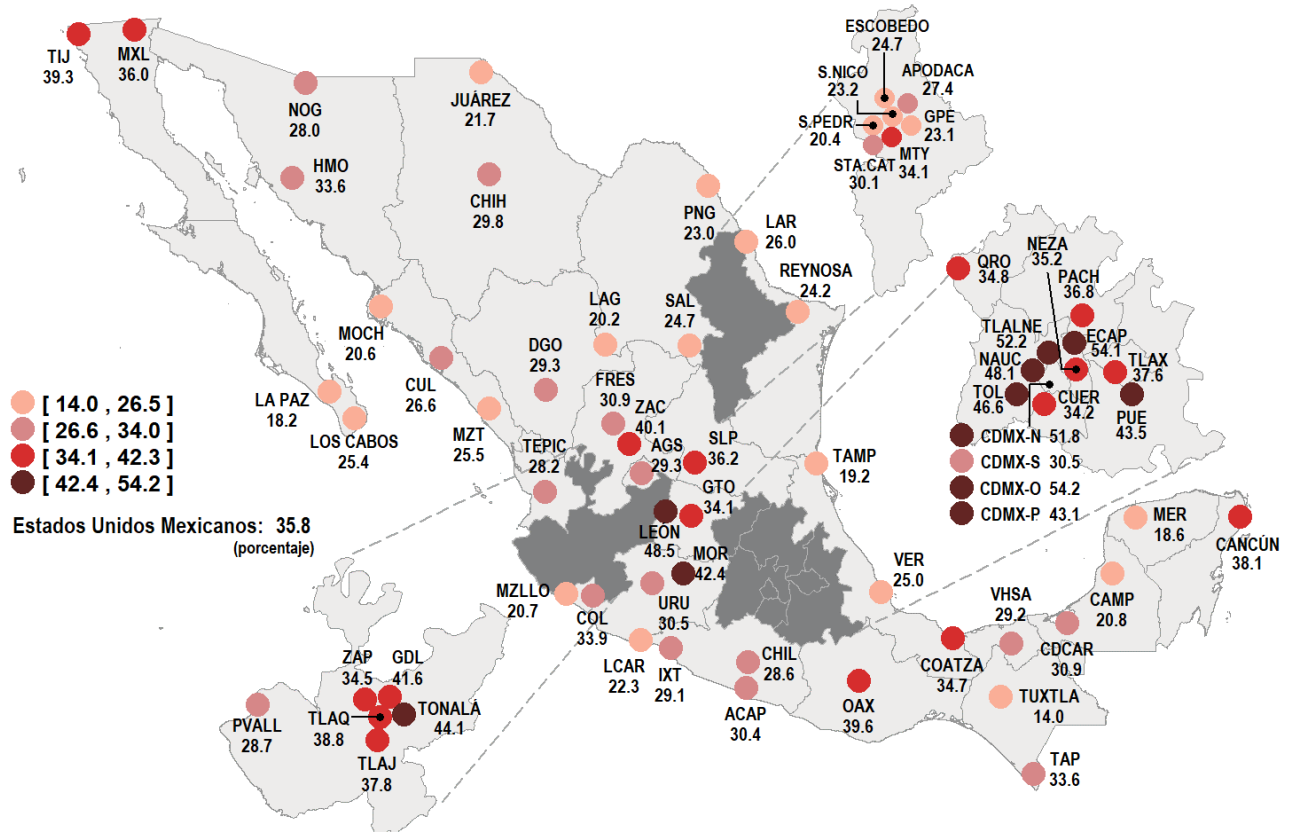 TIJ
39.3
MXL
36.0
NOG
28.0
HMO
33.6
JUÁREZ
21.7
CHIH
29.8
PNG
23.0
LAR
26.0
REYNOSA
24.2
LAG
20.2
SAL
24.7
MOCH
20.6
CUL
26.6
DGO
29.3
FRES
30.9
ZAC
40.1
LA PAZ
18.2
LOS CABOS
25.4
MZT
25.5
TEPIC
28.2
AGS
29.3
SLP
36.2
TAMP
19.2
GTO
34.1
LEÓN
48.5
MOR
42.4
MZLLO
20.7
COL
33.9
URU
30.5
LCAR
22.3
IXT
29.1
CHIL
28.6
ACAP
30.4
VER
25.0
OAX
39.6
COATZA
34.7
VHSA
29.2
CDCAR
30.9
TUXTLA
14.0
TAP
33.6
MER
18.6
CAMP
20.8
CANCÚN
38.1
ESCOBEDO
24.7
S.NICO
23.2
APODACA
27.4
S.PEDR
20.4
GPE
23.1
STA.CAT
30.1
MTY
34.1
QRO
34.8
NEZA
35.2
PACH
36.8
TLALNE
52.2
ECAP
54.1
NAUC
48.1
TLAX
37.6
TOL
46.6
CUER
34.2
PUE
43.5
CDMX-N 51.8
CDMX-S 30.5
CDMX-O 54.2
CDMX-P 43.1
[ 14.0 , 26.5 ]
[ 26.6 , 34.0 ]
[ 34.1 , 42.3 ]
[ 42.4 , 54.2 ]
Estados Unidos Mexicanos: 35.8
(porcentaje)
ZAP
34.5
GDL
41.6
PVALL
28.7
TLAQ
38.8
TONALÁ
44.1
TLAJ
37.8